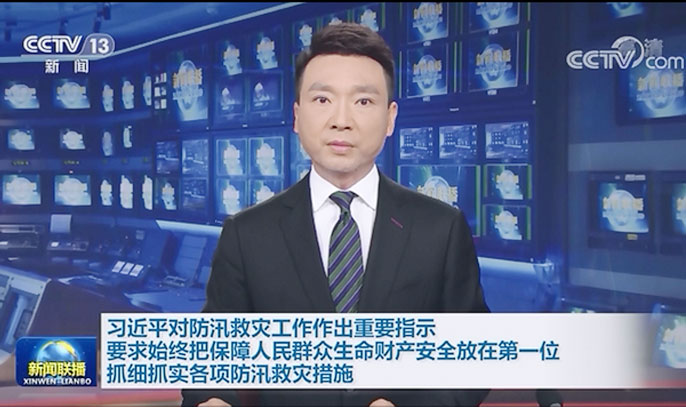 CCTV 13
新闻
CCTV.com
高清
习近平对防汛救灾工作作出重要指示
要求始终把保障人民群众生命财产安全放在第一位
抓细抓实各项防汛救灾措施
新闻联播
XINWEN-LIANBO